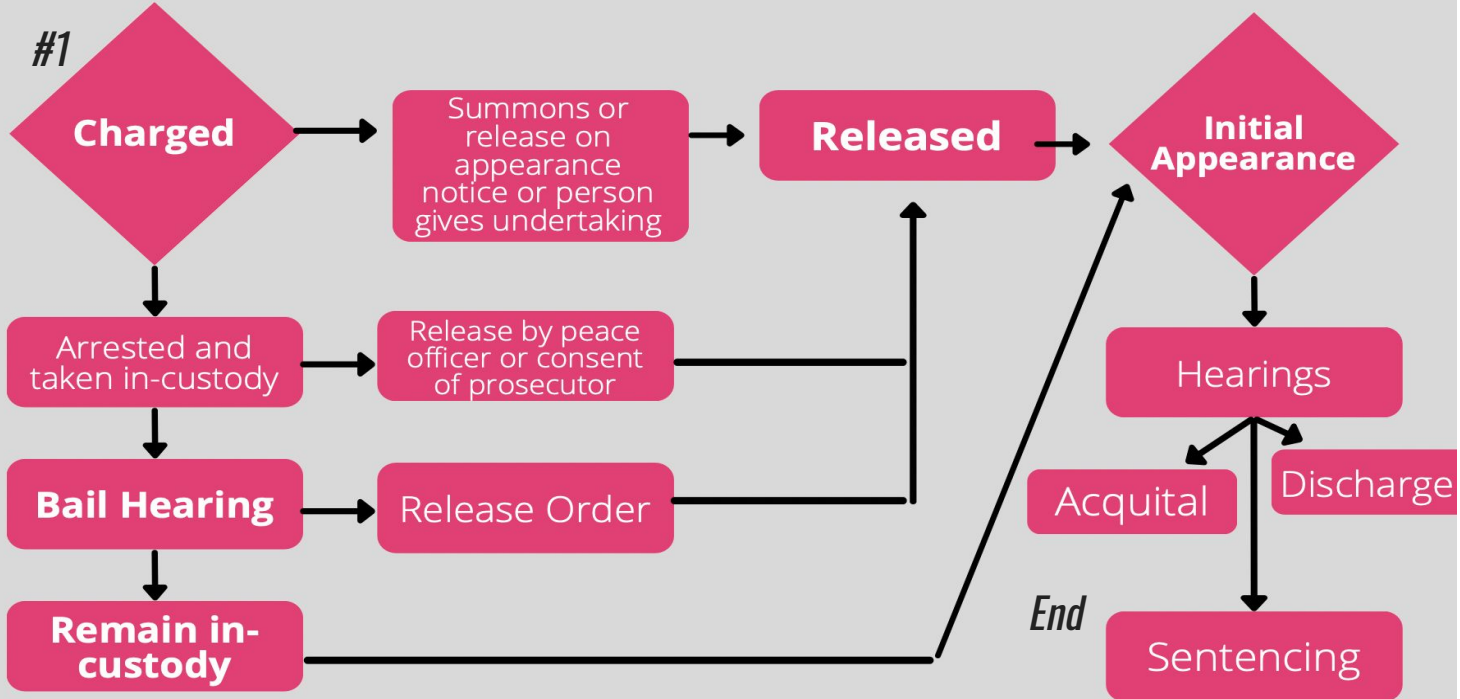 #1
Charged
Summons or
release on
appearance
notice or person
gives undertaking
Released
Initial
Appearance
Arrested and
taken in-custody
Release by peace
officer or consent
of prosecutor
Hearings
Bail Hearing
Release Order
Acquital
Discharge
Remain in-
custody
End
Sentencing